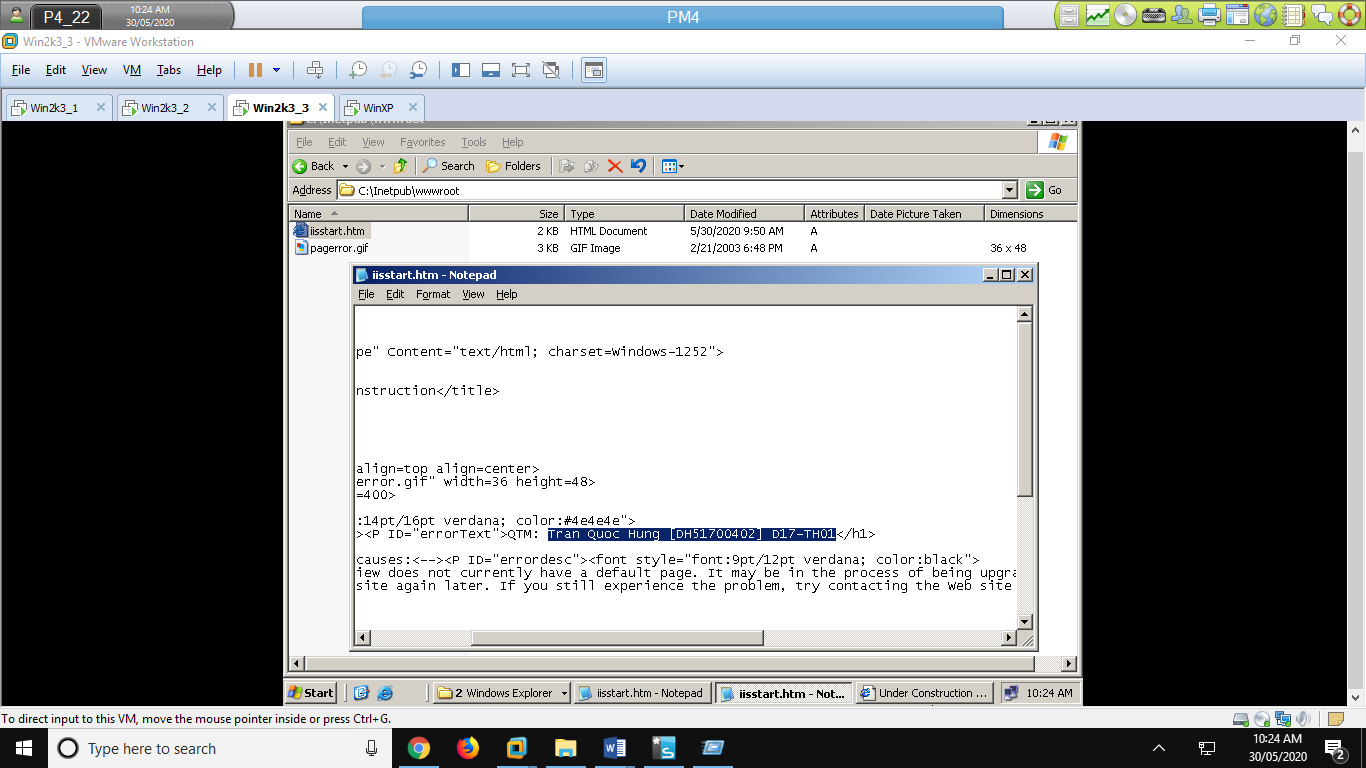 P4_22
10:24 AM
30/05/2020
PM4
Win2k3_3 - VMware Workstation
File Edit View VM Tabs Help
Win2k3_1 Win2k3_2 Win2k3_3 WinXP
File Edit View Favorites Tools Help
Back Search Folders
Address C:\Inetpub\wwwroot Go
Name Size Type Date Modified Attributes Date Picture Taken Dimensions
iisstart.htm 2 KB HTML Document 5/30/2020 9:50 AM A
pagerror.gif 3 KB GIF Image 2/21/2003 6:48 PM A 36 x 48
iisstart.htm - Notepad
File Edit Format View Help
pe" Content="text/html; charset=Windows-1252">
nstruction</title>
align=top align=center>
error.gif" width=36 height=48>
=400>
:14pt/16pt verdana; color:#4e4e4e">
><P ID="errorText">QTM: Tran Quoc Hung [DH51700402] D17-TH01</h1>
causes:<--><P ID="errordesc"><font style="font:9pt/12pt verdana; color:black">
iew does not currently have a default page. It may be in the process of being upgra
site again later. If you still experience the problem, try contacting the Web site
Start 2 Windows Explorer iisstart.htm - Notepad iisstart.htm - Not... Under Construction ... 10:24 AM
To direct input to this VM, move the mouse pointer inside or press Ctrl+G.
Type here to search
10:24 AM
30/05/2020
2